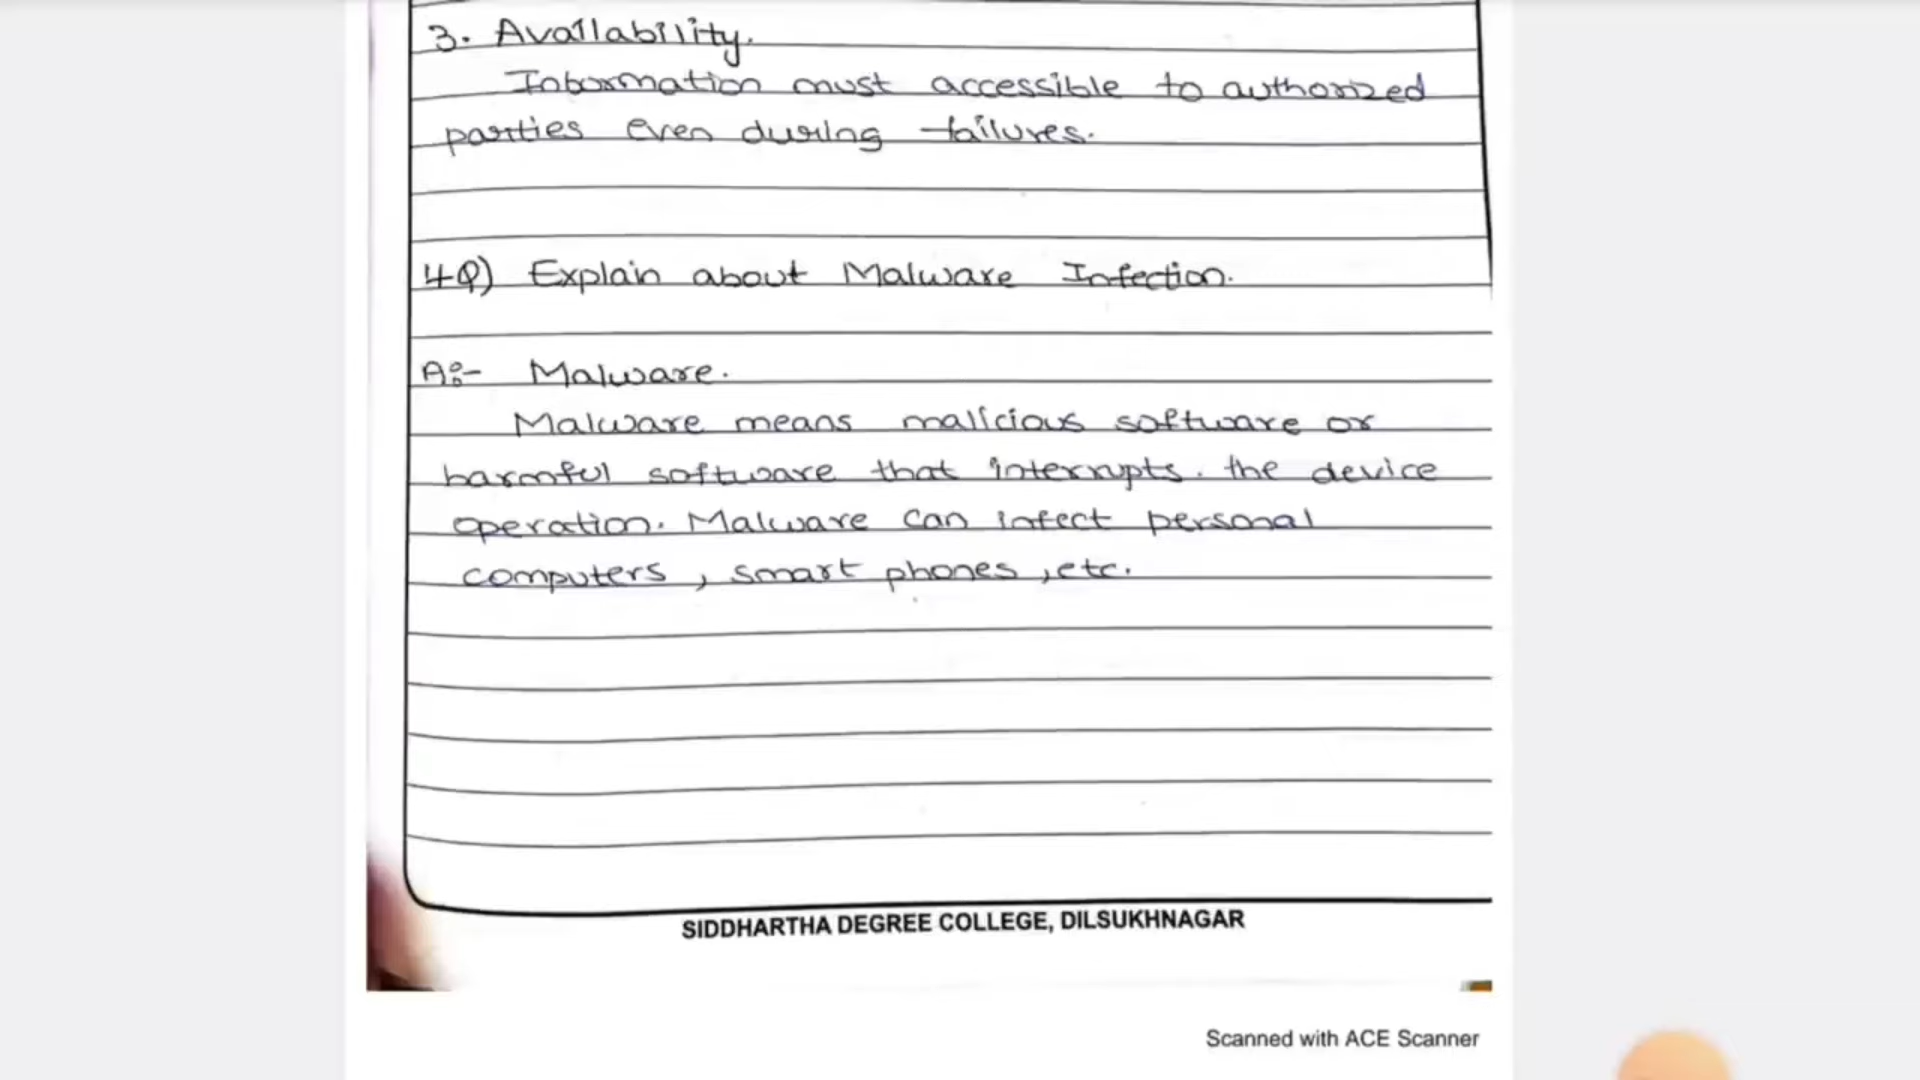 3. Availability.
Information must accessible to authorized
parties even during failures.
4Q) Explain about Malware Infection.
A:- Malware.
Malware means malicious software or
harmful software that interrupts. the device
operation. Malware can infect personal
computers, smart phones, etc.
SIDDHARTHA DEGREE COLLEGE, DILSUKHNAGAR
Scanned with ACE Scanner